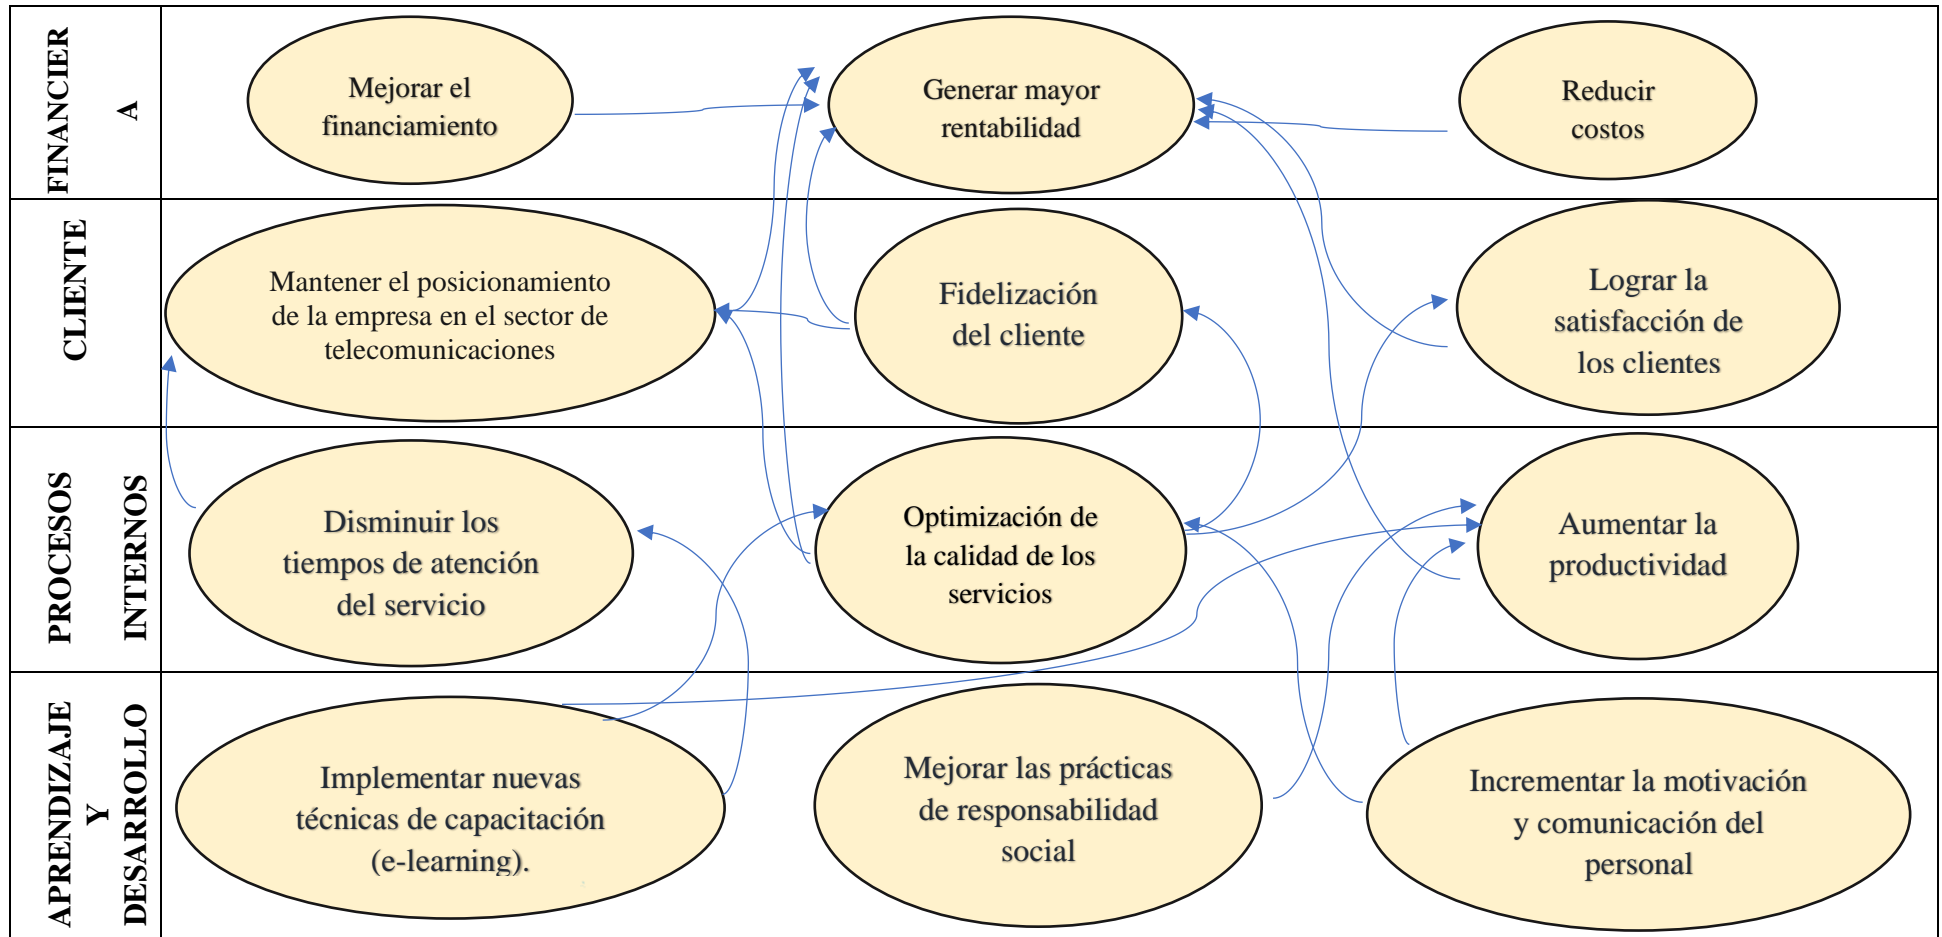 FINANCIER
A
Mejorar el
financiamiento
Generar mayor
rentabilidad
Reducir
costos
CLIENTE
Mantener el posicionamiento
de la empresa en el sector de
telecomunicaciones
Fidelización
del cliente
Lograr la
satisfacción de
los clientes
PROCESOS
INTERNOS
Disminuir los
tiempos de atención
del servicio
Optimización de
la calidad de los
servicios
Aumentar la
productividad
APRENDIZAJE
Y
DESARROLLO
Implementar nuevas
técnicas de capacitación
(e-learning).
Mejorar las prácticas
de responsabilidad
social
Incrementar la motivación
y comunicación del
personal